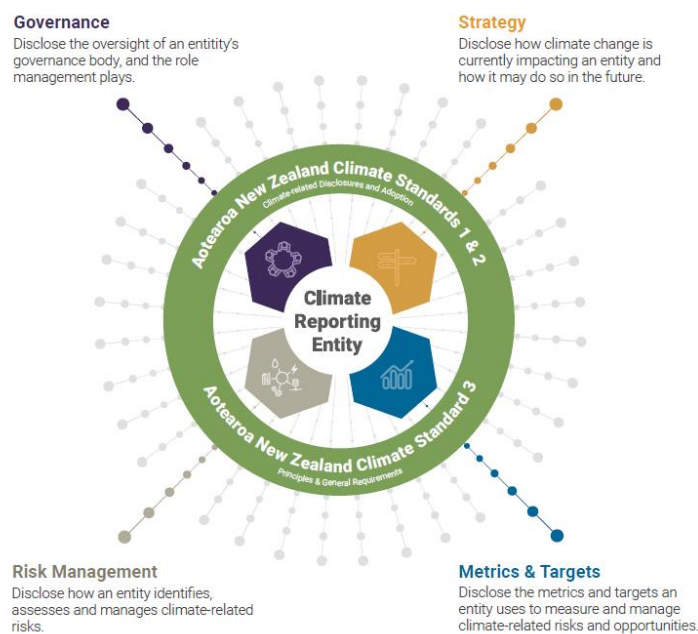 Governance
Disclose the oversight of an entitity's
governance body, and the role
management plays.
Strategy
Disclose how climate change is
currently impacting an entity and
how it may do so in the future.
Aotearoa New Zealand Climate Standards 1 & 2
Climate-related Disclosures and Adoption
Climate
Reporting
Entity
Aotearoa New Zealand Climate Standard 3
Principles & General Requirements
Risk Management
Disclose how an entity identifies,
assesses and manages climate-related
risks.
Metrics & Targets
Disclose the metrics and targets an
entity uses to measure and manage
climate-related risks and opportunities.